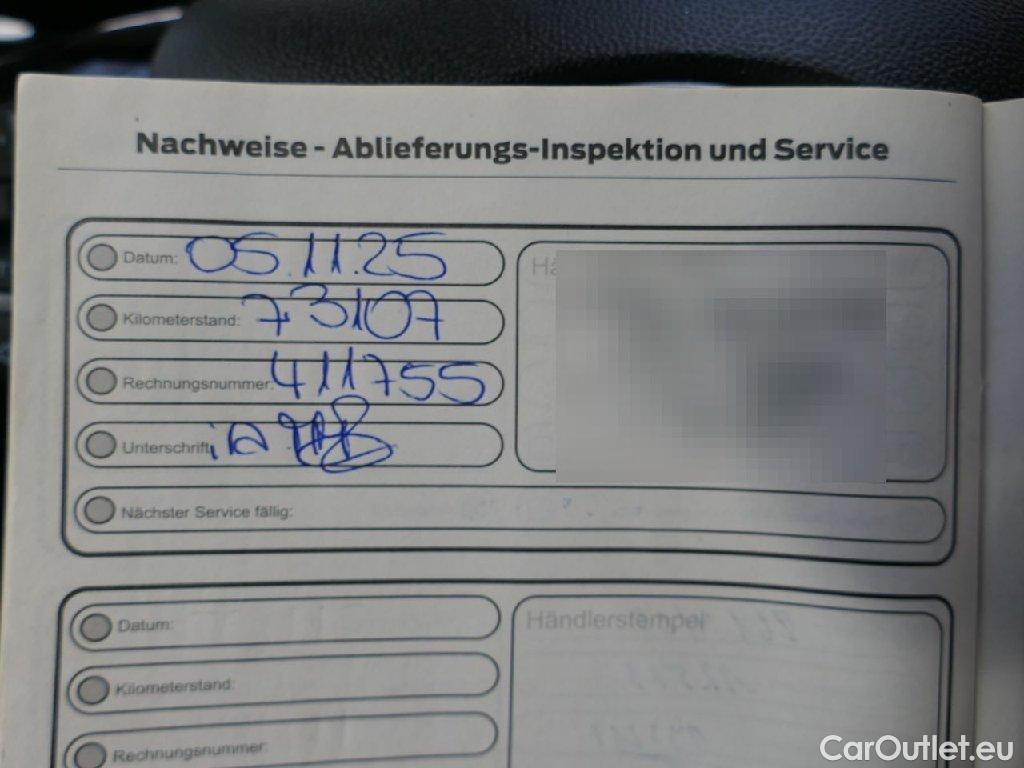 Nachweise - Ablieferungs-Inspektion und Service
Datum: 05.11.25
Kilometerstand: 73107
Rechnungsnummer: 411755
Unterschrift:
Nächster Service fällig:
Datum:
Händlerstempel
Kilometerstand:
Rechnungsnummer:
CarOutlet.eu